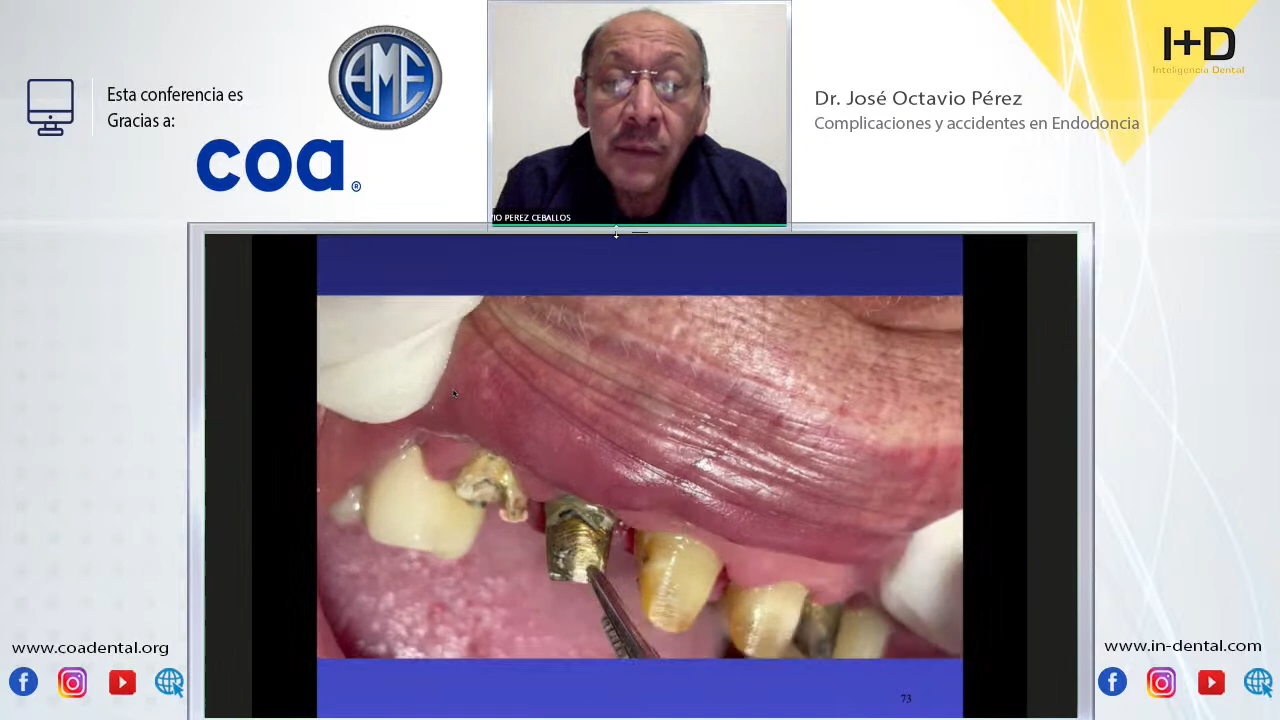 Esta conferencia es
Gracias a:
coa®
AME
IO PEREZ CEBALLOS
Dr. José Octavio Pérez
Complicaciones y accidentes en Endodoncia
I+D
Inteligencia Dental
www.coadental.org
www.in-dental.com
73